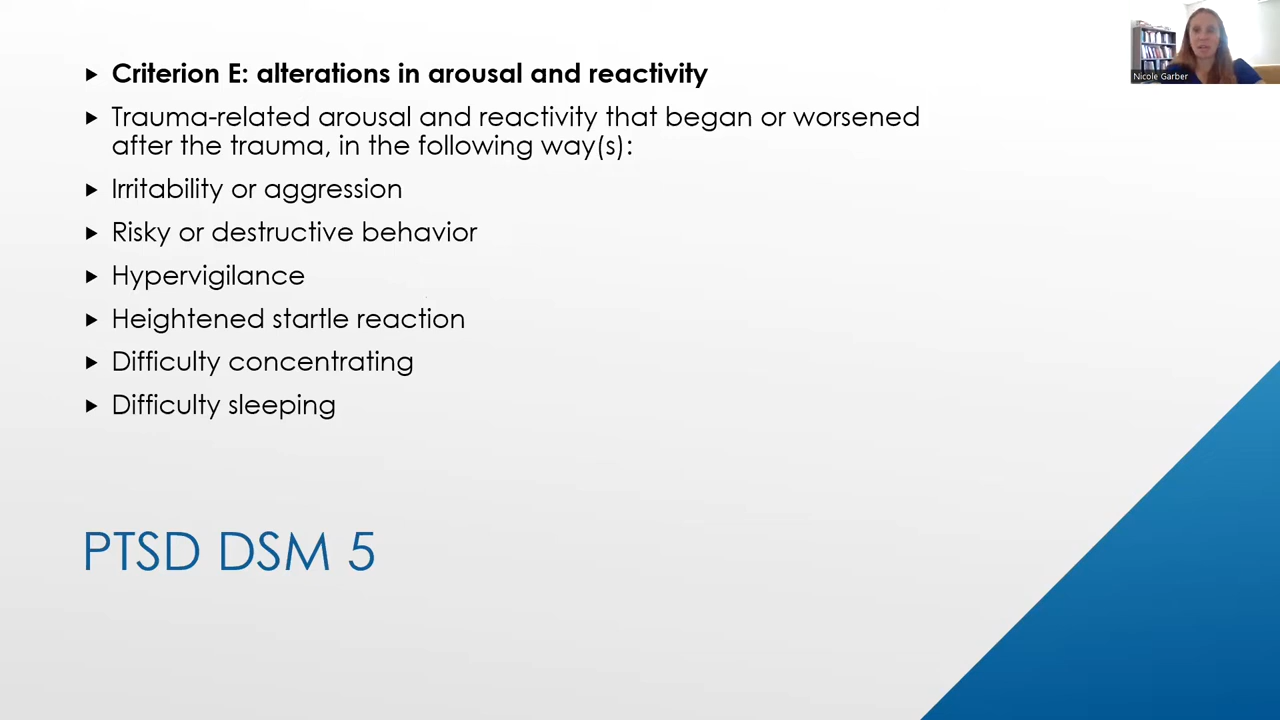 Criterion E: alterations in arousal and reactivity
Trauma-related arousal and reactivity that began or worsened
after the trauma, in the following way(s):
Irritability or aggression
Risky or destructive behavior
Hypervigilance
Heightened startle reaction
Difficulty concentrating
Difficulty sleeping
PTSD DSM 5
Nicole Garber